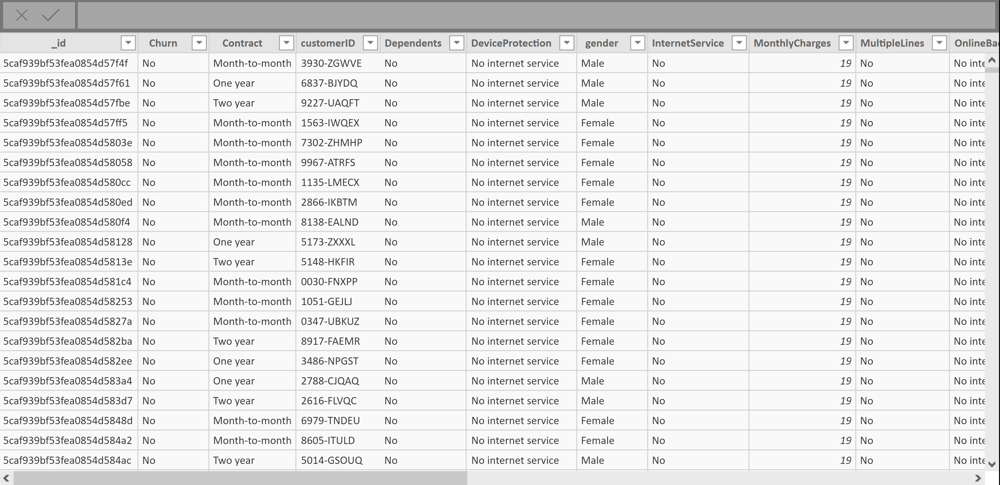 _id Churn Contract customerID Dependents DeviceProtection gender InternetService MonthlyCharges MultipleLines OnlineBac
5caf939bf53fea0854d57f4f No Month-to-month 3930-ZGWVE No No internet service Male No 19 No No inte
5caf939bf53fea0854d57f61 No One year 6837-BJYDQ No No internet service Male No 19 No No inte
5caf939bf53fea0854d57fbe No Two year 9227-UAQFT No No internet service Male No 19 No No inte
5caf939bf53fea0854d57ff5 No Month-to-month 1563-IWQEX No No internet service Female No 19 No No inte
5caf939bf53fea0854d5803e No Month-to-month 7302-ZHMHP No No internet service Female No 19 No No inte
5caf939bf53fea0854d58058 No Month-to-month 9967-ATRFS No No internet service Female No 19 No No inte
5caf939bf53fea0854d580cc No Month-to-month 1135-LMECX No No internet service Female No 19 No No inte
5caf939bf53fea0854d580ed No Month-to-month 2866-IKBTM No No internet service Female No 19 No No inte
5caf939bf53fea0854d580f4 No Month-to-month 8138-EALND No No internet service Male No 19 No No inte
5caf939bf53fea0854d58128 No One year 5173-ZXXXL No No internet service Male No 19 No No inte
5caf939bf53fea0854d5813e No Two year 5148-HKFIR No No internet service Female No 19 No No inte
5caf939bf53fea0854d581c4 No Month-to-month 0030-FNXPP No No internet service Female No 19 No No inte
5caf939bf53fea0854d58253 No Month-to-month 1051-GEJLJ No No internet service Female No 19 No No inte
5caf939bf53fea0854d5827a No Month-to-month 0347-UBKUZ No No internet service Female No 19 No No inte
5caf939bf53fea0854d582ba No Two year 8917-FAEMR No No internet service Female No 19 No No inte
5caf939bf53fea0854d582ee No One year 3486-NPGST No No internet service Female No 19 No No inte
5caf939bf53fea0854d583a4 No One year 2788-CJQAQ No No internet service Male No 19 No No inte
5caf939bf53fea0854d583d7 No Two year 2616-FLVQC No No internet service Male No 19 No No inte
5caf939bf53fea0854d5848d No Month-to-month 6979-TNDEU No No internet service Female No 19 No No inte
5caf939bf53fea0854d584a2 No Month-to-month 8605-ITULD No No internet service Female No 19 No No inte
5caf939bf53fea0854d584ac No Two year 5014-GSOUQ No No internet service Male No 19 No No inte